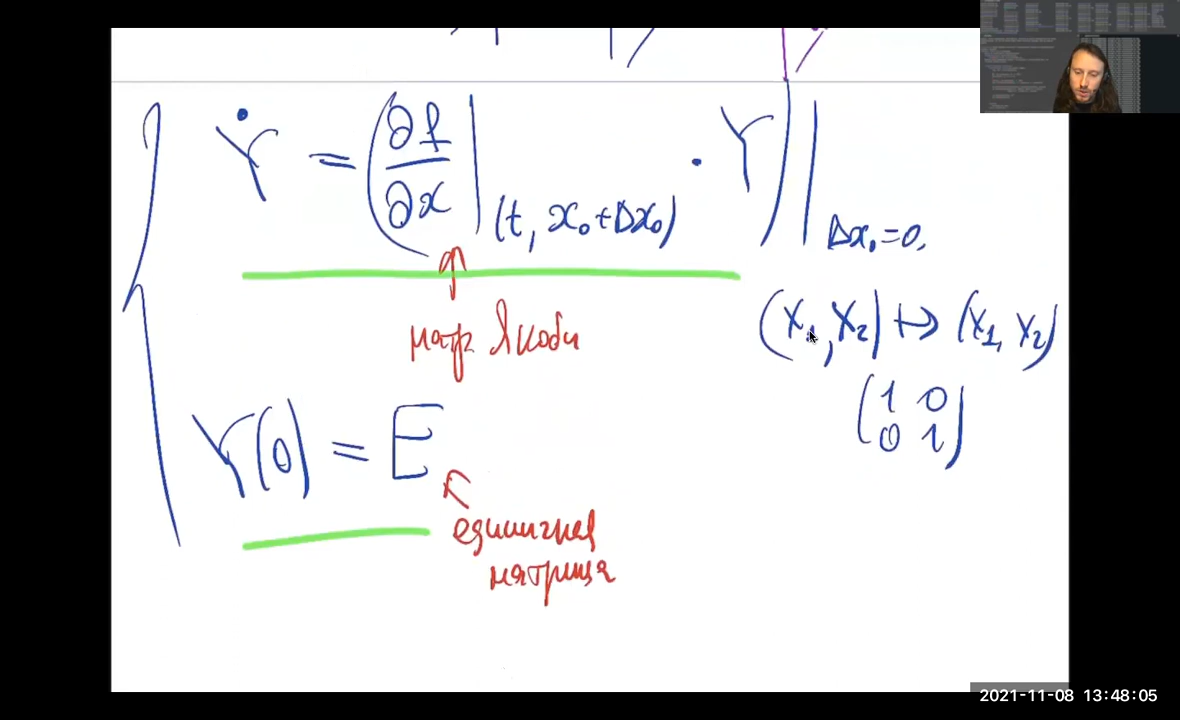 Ẏ = (∂f/∂x |(t, x₀+Δx₀) · Y)|Δx₀=0,
матр Якоби
(x₁, x₂) ↦ (x₁, x₂)
(1 0
0 1)
Y(0) = E
единичная
матрица
2021-11-08 13:48:05